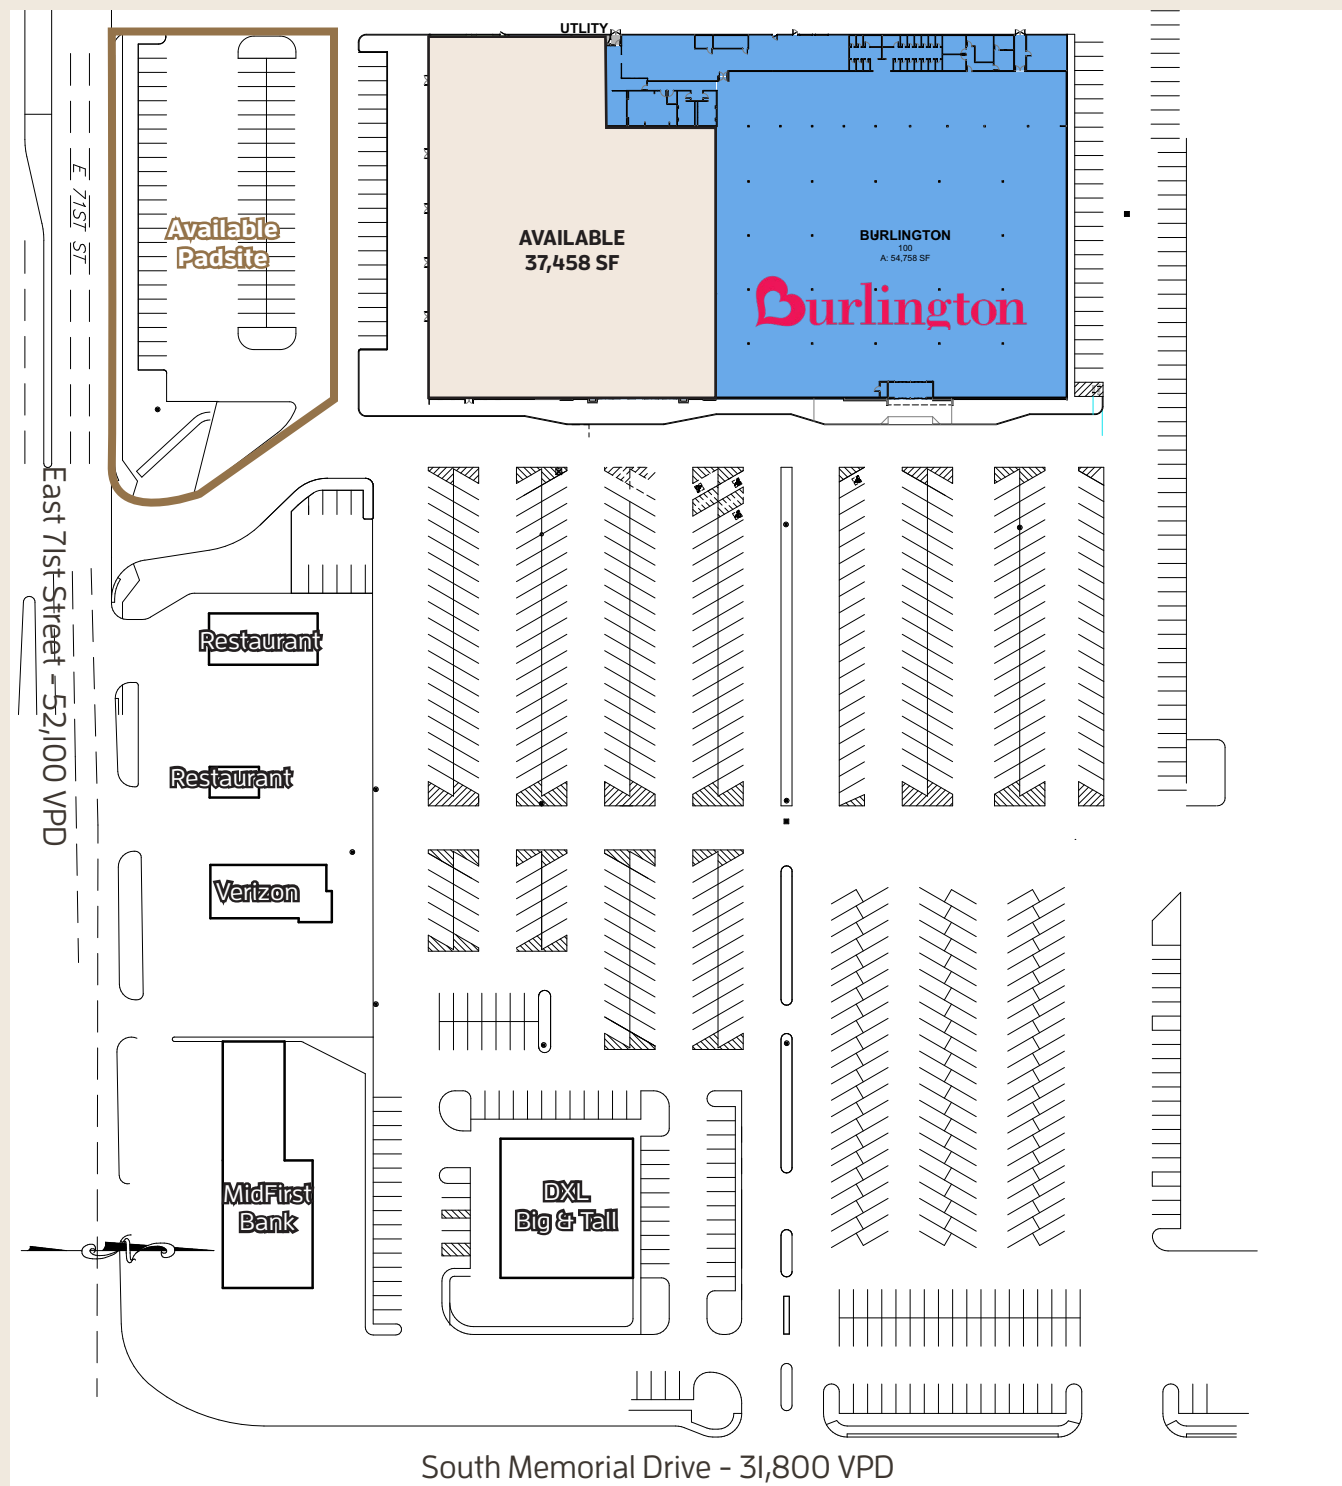 UTLITY
E 71ST ST
Available
Padsite
AVAILABLE
37,458 SF
BURLINGTON
100
A: 54,758 SF
Burlington
East 71st Street - 52,100 VPD
Restaurant
Restaurant
Verizon
MidFirst
Bank
DXL
Big & Tall
South Memorial Drive - 31,800 VPD